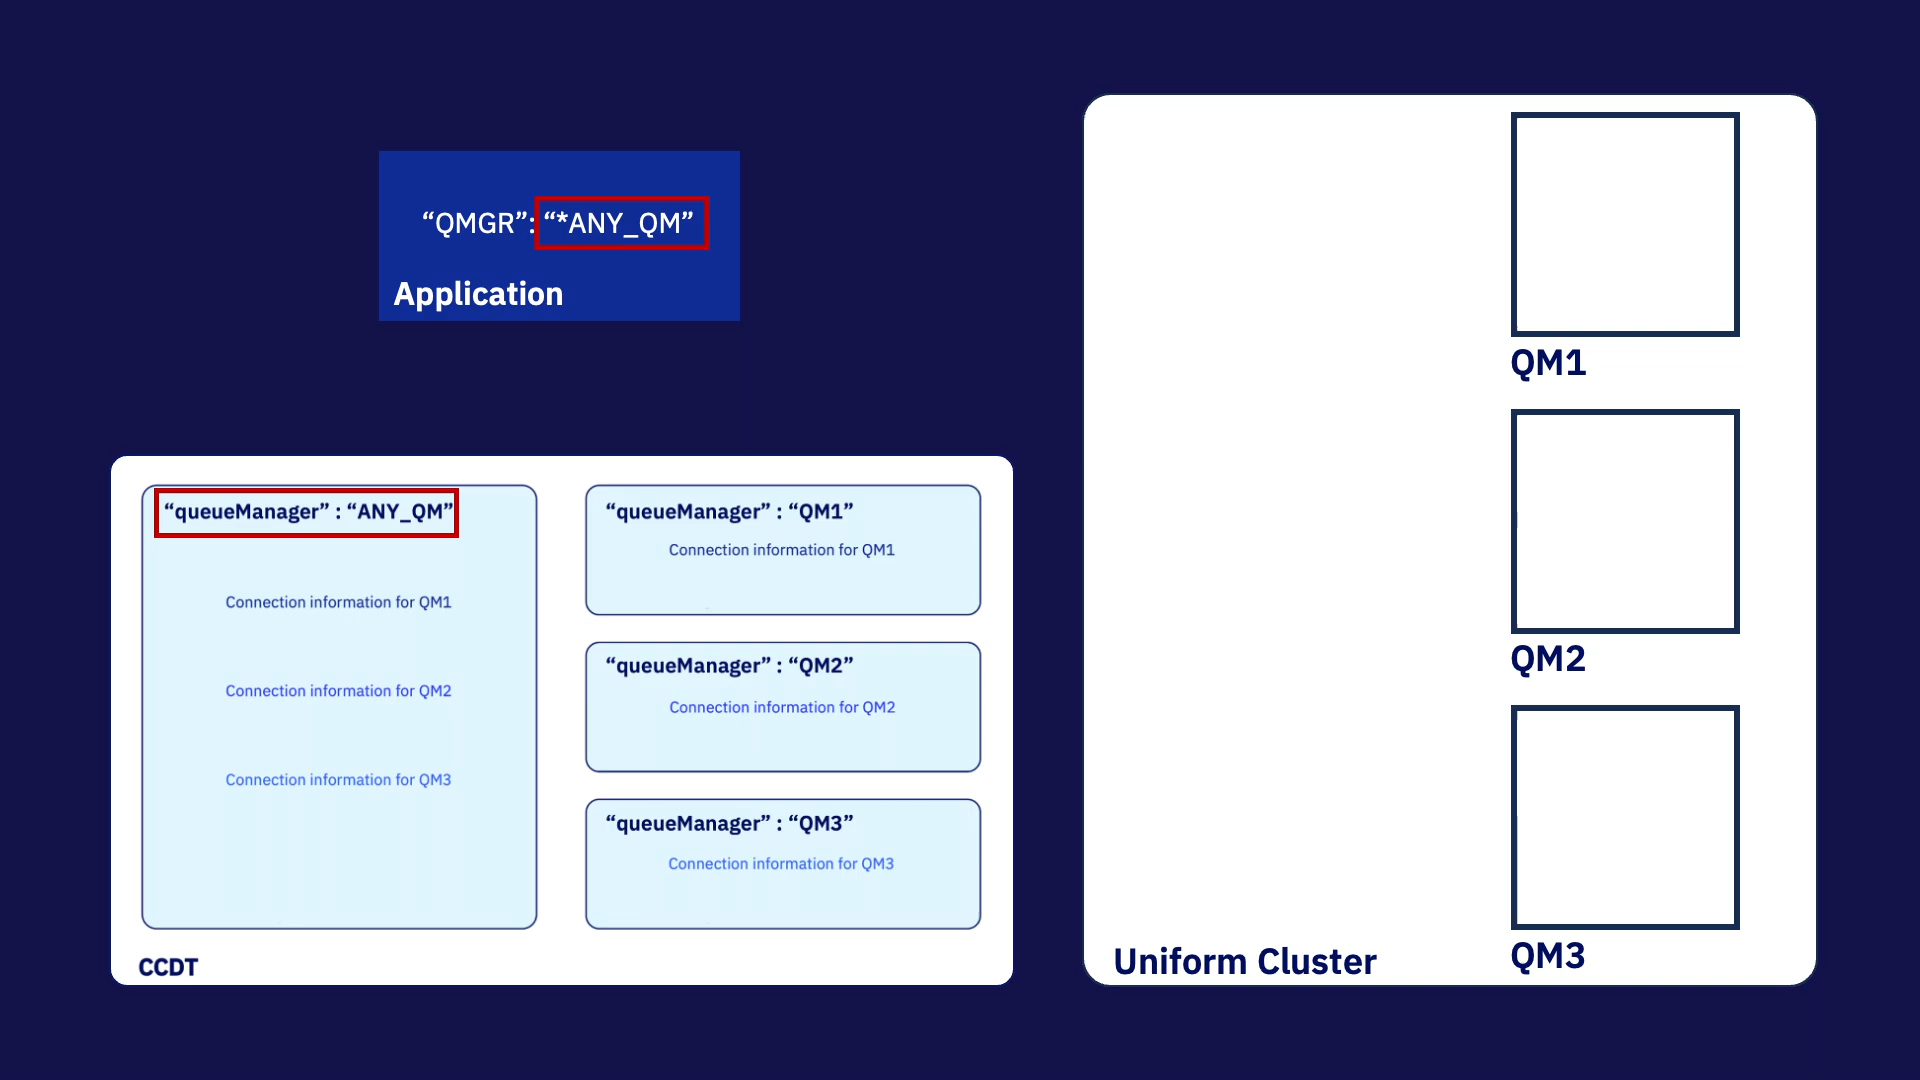 “QMGR”: “*ANY_QM”
Application
“queueManager” : “ANY_QM”
Connection information for QM1
Connection information for QM2
Connection information for QM3
“queueManager” : “QM1”
Connection information for QM1
“queueManager” : “QM2”
Connection information for QM2
“queueManager” : “QM3”
Connection information for QM3
CCDT
QM1
QM2
QM3
Uniform Cluster